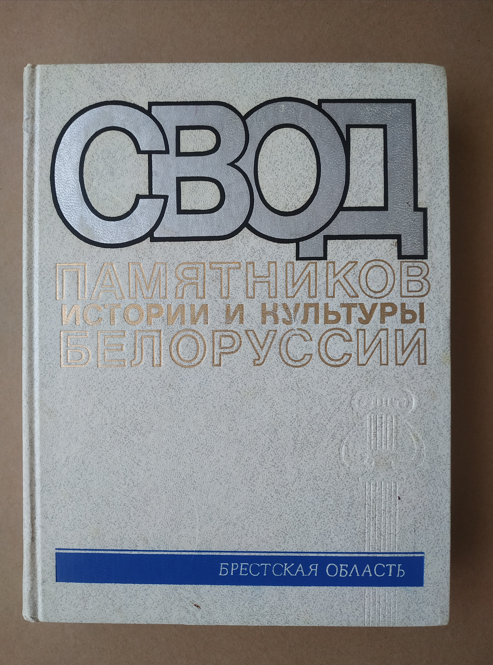 СВОД
ПАМЯТНИКОВ
ИСТОРИИ И КУЛЬТУРЫ
БЕЛОРУССИИ
БРЕСТСКАЯ ОБЛАСТЬ